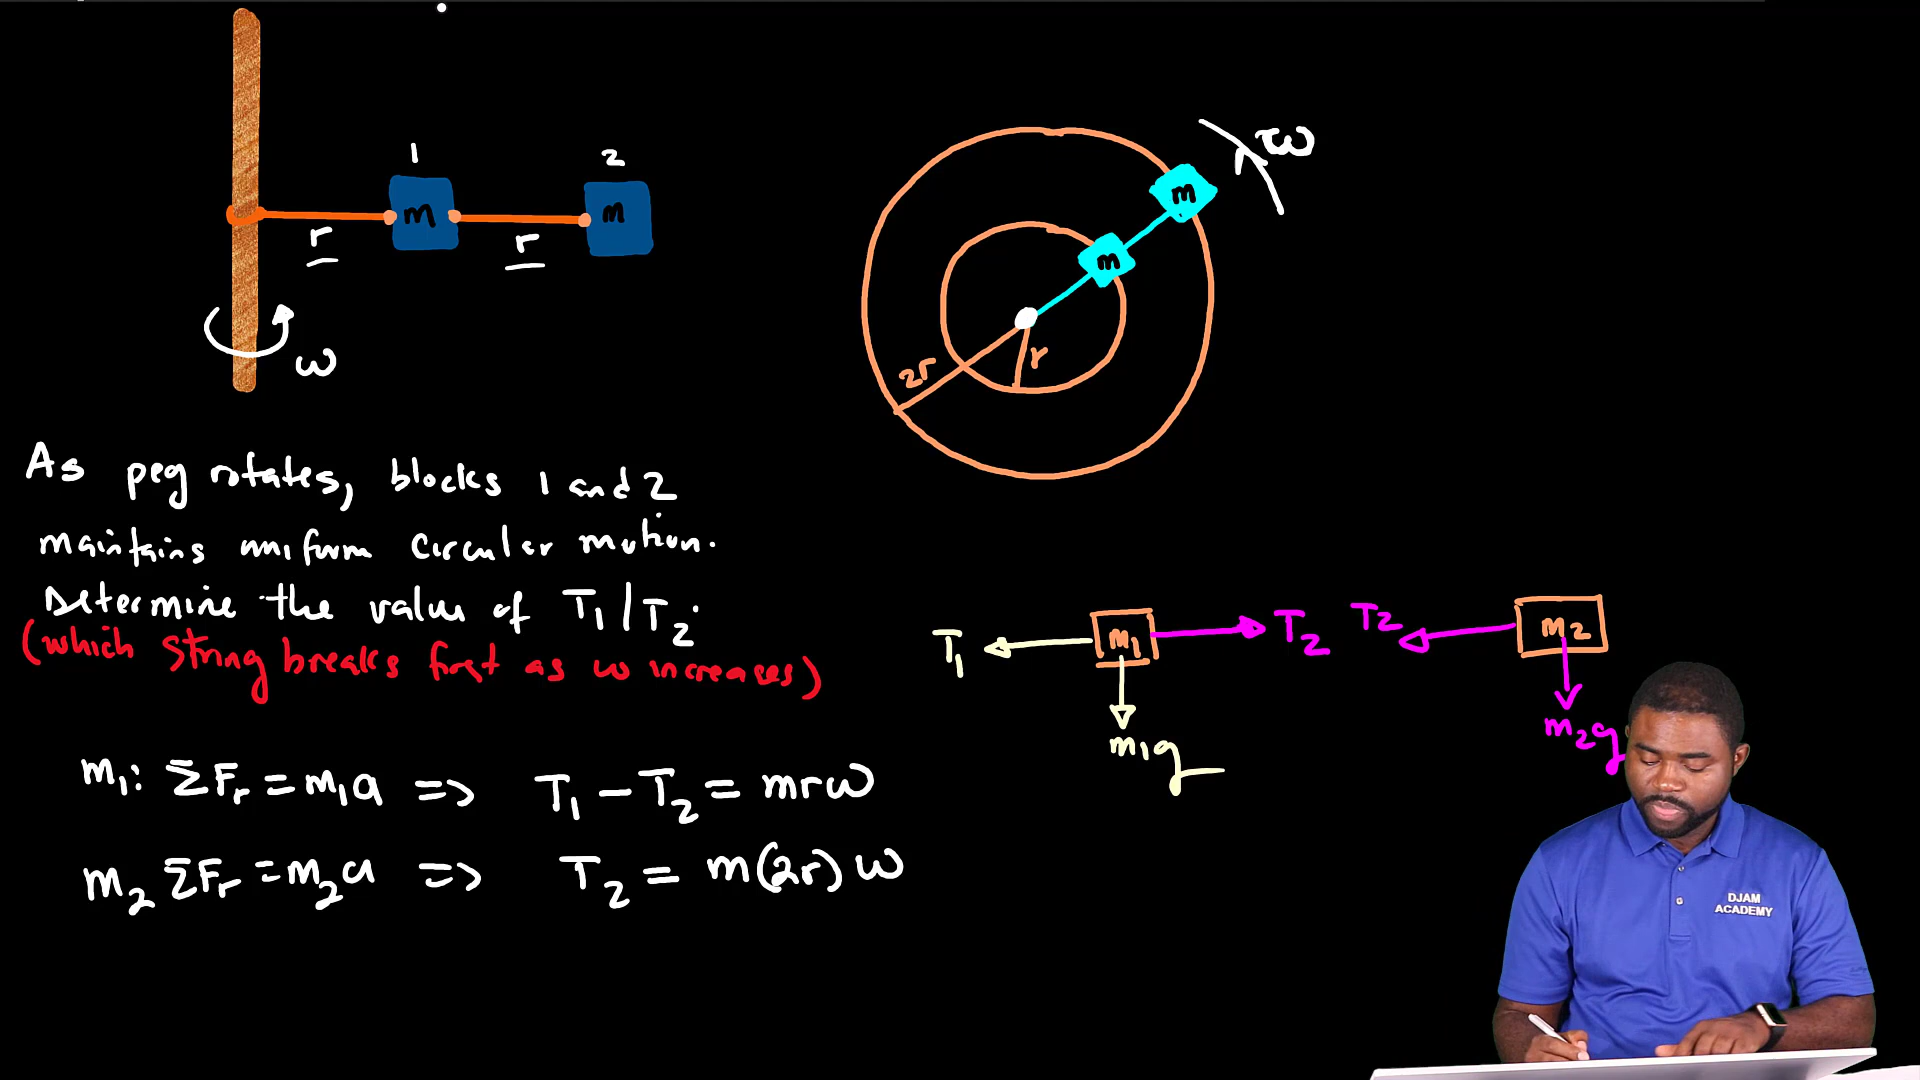 1
2
m
m
r
r
ω
m
m
ω
2r
r
As peg rotates, blocks 1 and 2
maintains uniform circular motion.
Determine the value of T₁/T₂.
(which string breaks first as ω increases)
T₁
m₁
T₂
T2
m₂
m₁g
m₂g
m₁: ΣFᵣ = m₁a => T₁ − T₂ = mrω
m₂ ΣFᵣ = m₂a => T₂ = m(2r)ω
DJAM
ACADEMY